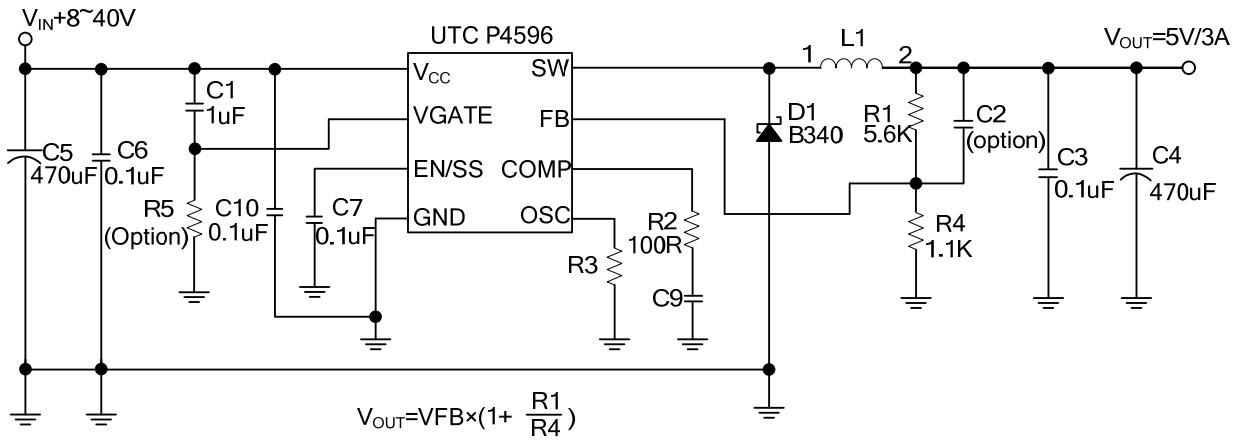 VIN+8~40V
UTC P4596
VOUT=5V/3A
VCC
VGATE
EN/SS
GND
SW
FB
COMP
OSC
C5
470uF
C6
0.1uF
C1
1uF
R5
(Option)
C10
0.1uF
C7
0.1uF
R3
R2
100R
C9
D1
B340
1
L1
2
R1
5.6K
C2
(option)
R4
1.1K
C3
0.1uF
C4
470uF
VOUT=VFB×(1+ R1/R4)